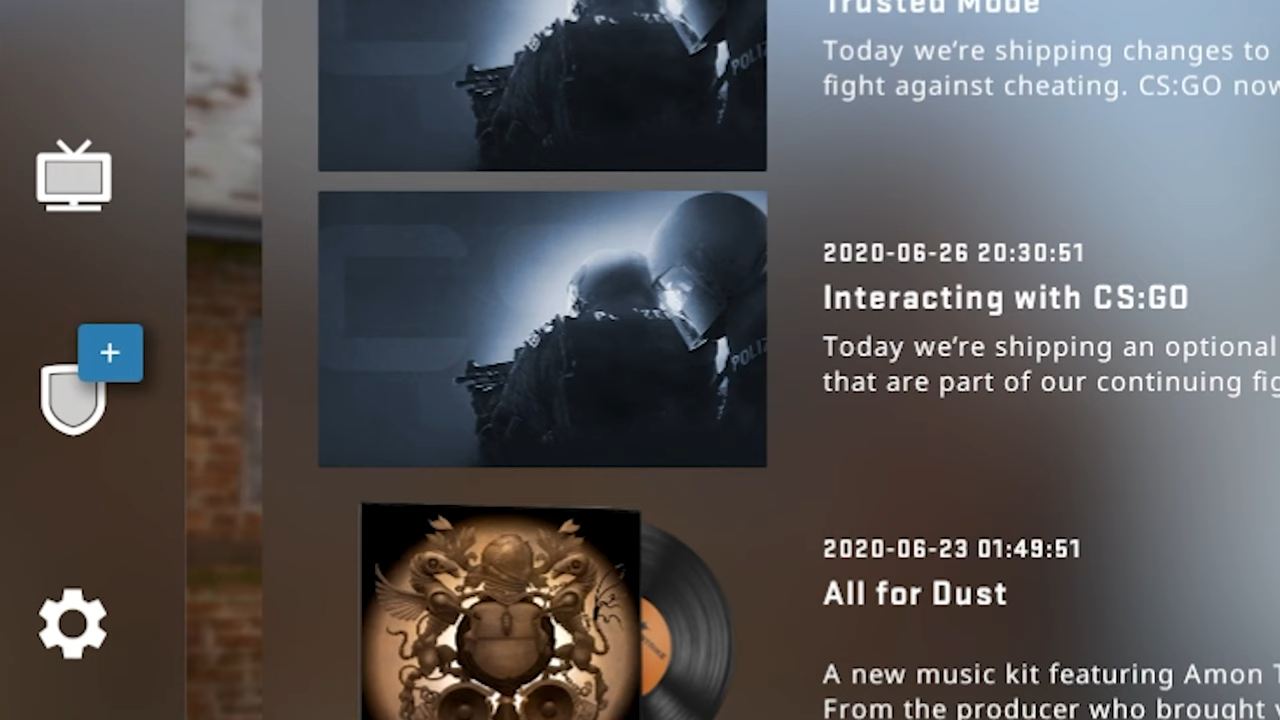 Trusted Mode
Today we're shipping changes to
fight against cheating. CS:GO now
POLIZ
2020-06-26 20:30:51
Interacting with CS:GO
Today we're shipping an optional
that are part of our continuing fig
POLIZ
2020-06-23 01:49:51
All for Dust
A new music kit featuring Amon T
From the producer who brought y